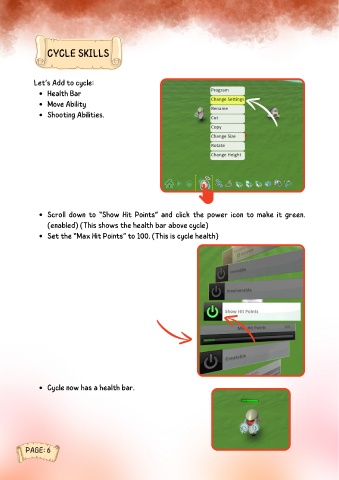 CYCLE SKILLS
Let's Add to cycle:
• Health Bar
• Move Ability
• Shooting Abilities.
Program
Change Settings
Rename
Cut
Copy
Change Size
Rotate
Change Height
• Scroll down to "Show Hit Points" and click the power icon to make it green.
(enabled) (This shows the health bar above cycle)
• Set the "Max Hit Points" to 100. (This is cycle health)
Invulnerable
Show Hit Points
Max Hit Points
Creatable
• Cycle now has a health bar.
PAGE: 6